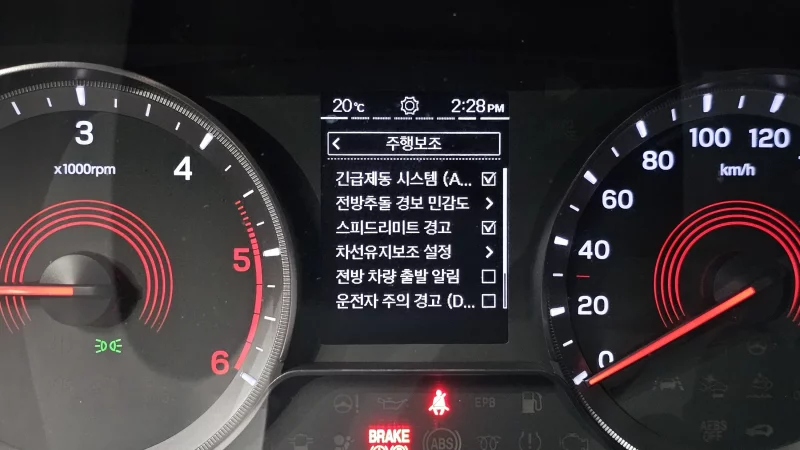 20℃ 2:28PM
주행보조
긴급제동 시스템 (A...
전방추돌 경보 민감도
스피드리미트 경고
차선유지보조 설정
전방 차량 출발 알림
운전자 주의 경고 (D...
3
4
5
6
x1000rpm
0
20
40
60
80
100
120
km/h
EPB
BRAKE
ABS
AEBS
OFF